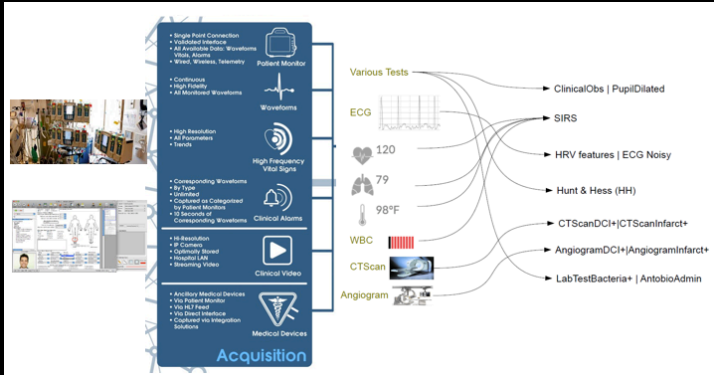 • Single Point Connection
• Validated Interface
• All Available Data: Waveforms
Vitals, Alarms
• Wired, Wireless, Telemetry
Patient Monitor
• Continuous
• High Fidelity
• All Monitored Waveforms
Waveforms
• High Resolution
• All Parameters
• Trends
High Frequency
Vital Signs
• Corresponding Waveforms
• By Type
• Unlimited
• Captured as Categorized
by Patient Monitors
• 10 Seconds of
Corresponding Waveforms
Clinical Alarms
• Hi-Resolution
• IP Camera
• Optimally Stored
• Hospital LAN
• Streaming Video
Clinical Video
• Ancillary Medical Devices
• Via Patient Monitor
• Via HL7 Feed
• Via Direct Interface
• Captured via Integration
Solutions
Medical Devices
Acquisition
Various Tests
ECG
120
79
98°F
WBC
CTScan
Angiogram
ClinicalObs | PupilDilated
SIRS
HRV features | ECG Noisy
Hunt & Hess (HH)
CTScanDCI+|CTScanInfarct+
AngiogramDCI+|AngiogramInfarct+
LabTestBacteria+ | AntobioAdmin